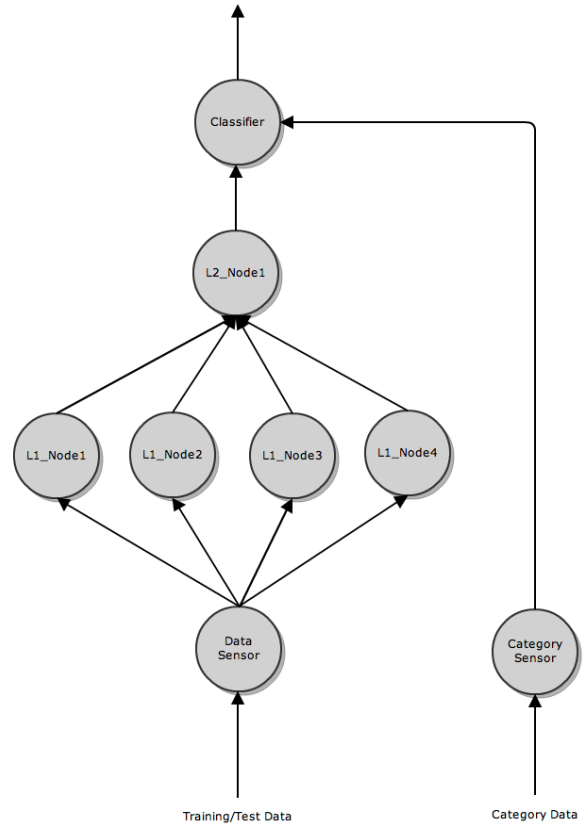 Classifier
L2_Node1
L1_Node1
L1_Node2
L1_Node3
L1_Node4
Data
Sensor
Category
Sensor
Training/Test Data
Category Data